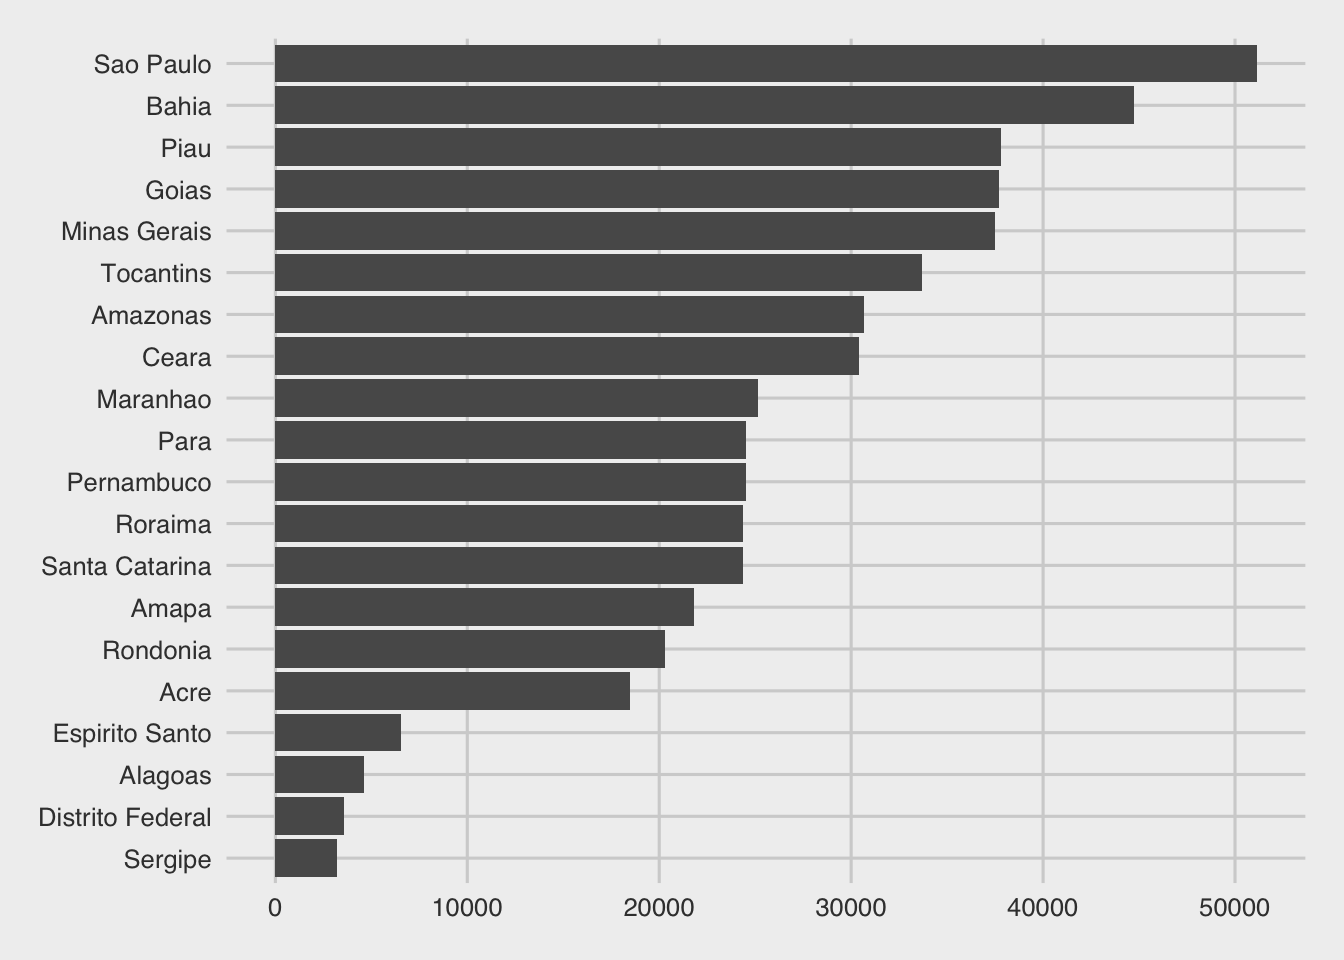 Sao Paulo
Bahia
Piau
Goias
Minas Gerais
Tocantins
Amazonas
Ceara
Maranhao
Para
Pernambuco
Roraima
Santa Catarina
Amapa
Rondonia
Acre
Espirito Santo
Alagoas
Distrito Federal
Sergipe
0 10000 20000 30000 40000 50000